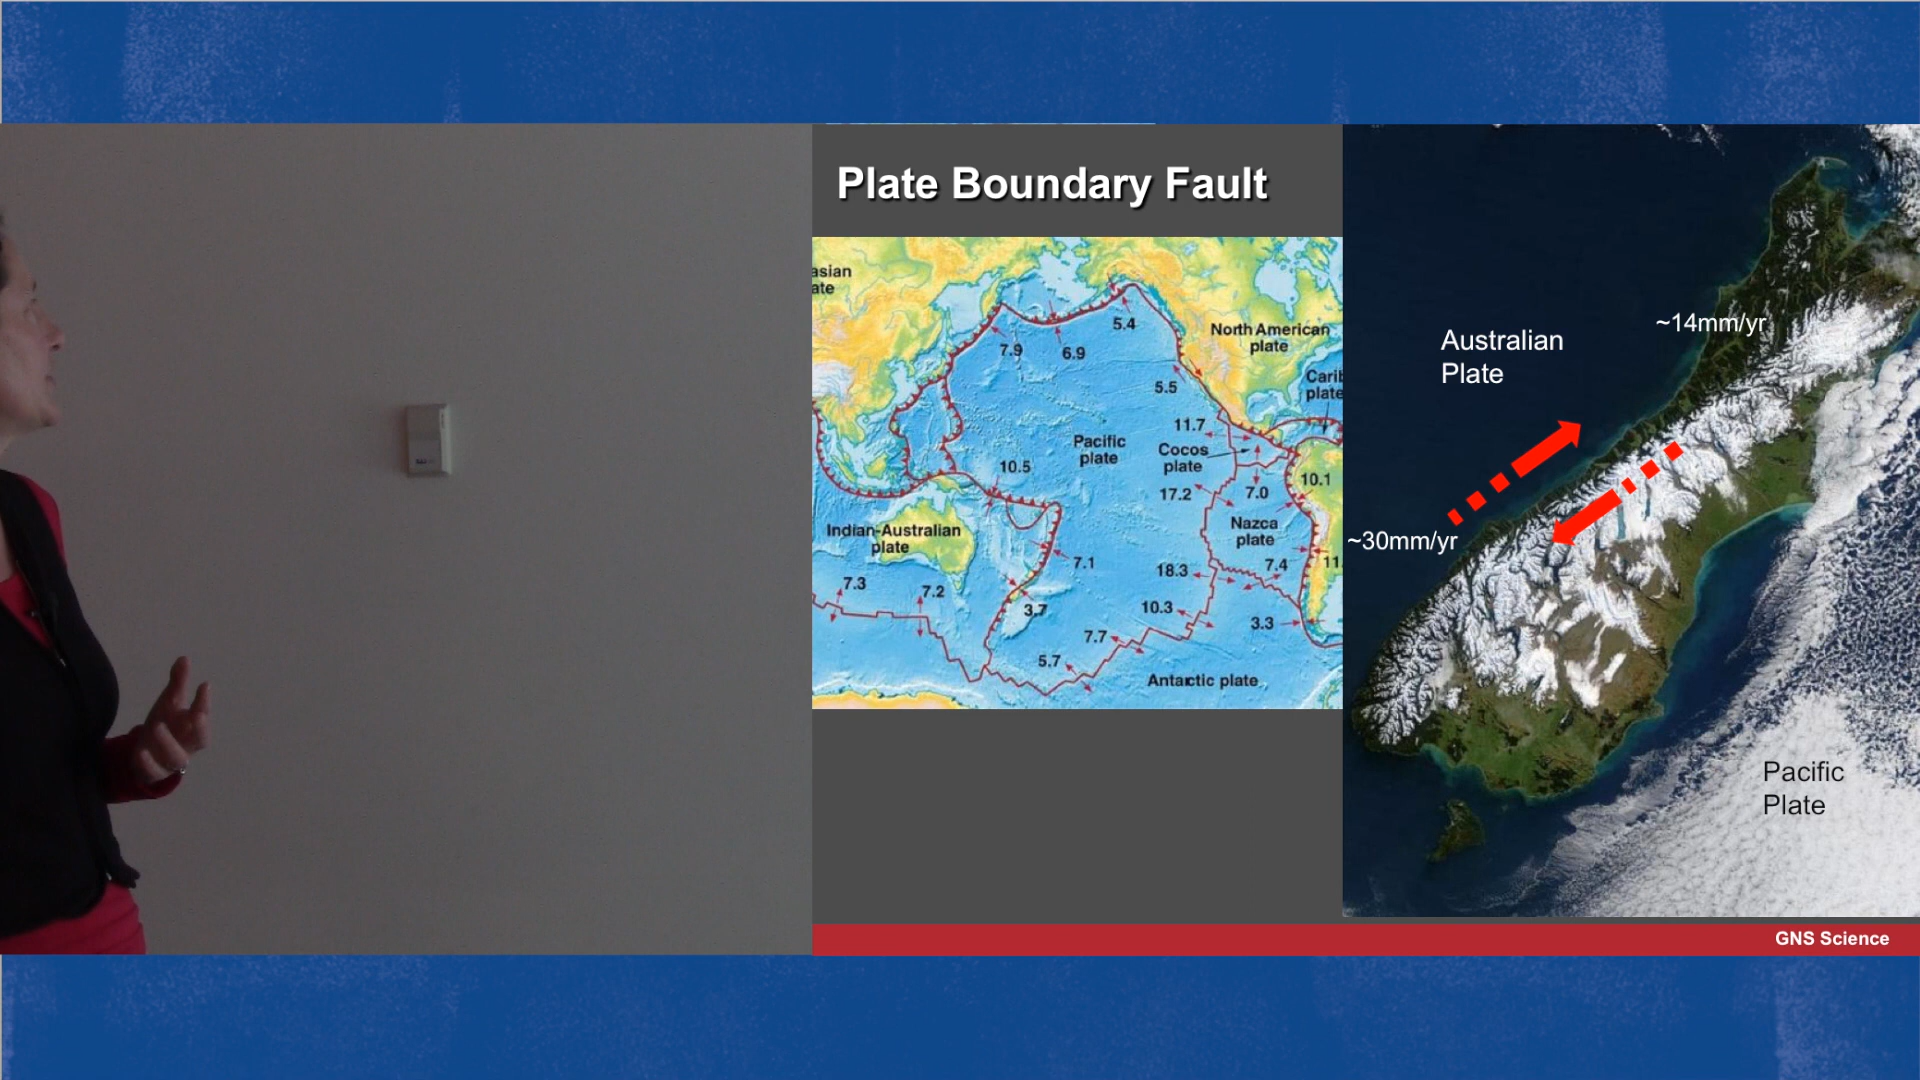 Plate Boundary Fault
asian
ate
5.4
North American
plate
7.9
6.9
5.5
Carib
plate
11.7
Pacific
plate
Cocos
plate
10.5
17.2
7.0
10.1
Indian-Australian
plate
Nazca
plate
7.1
18.3
7.4
11.
7.3
7.2
3.7
10.3
3.3
7.7
5.7
Antarctic plate
Australian
Plate
~14mm/yr
~30mm/yr
Pacific
Plate
GNS Science